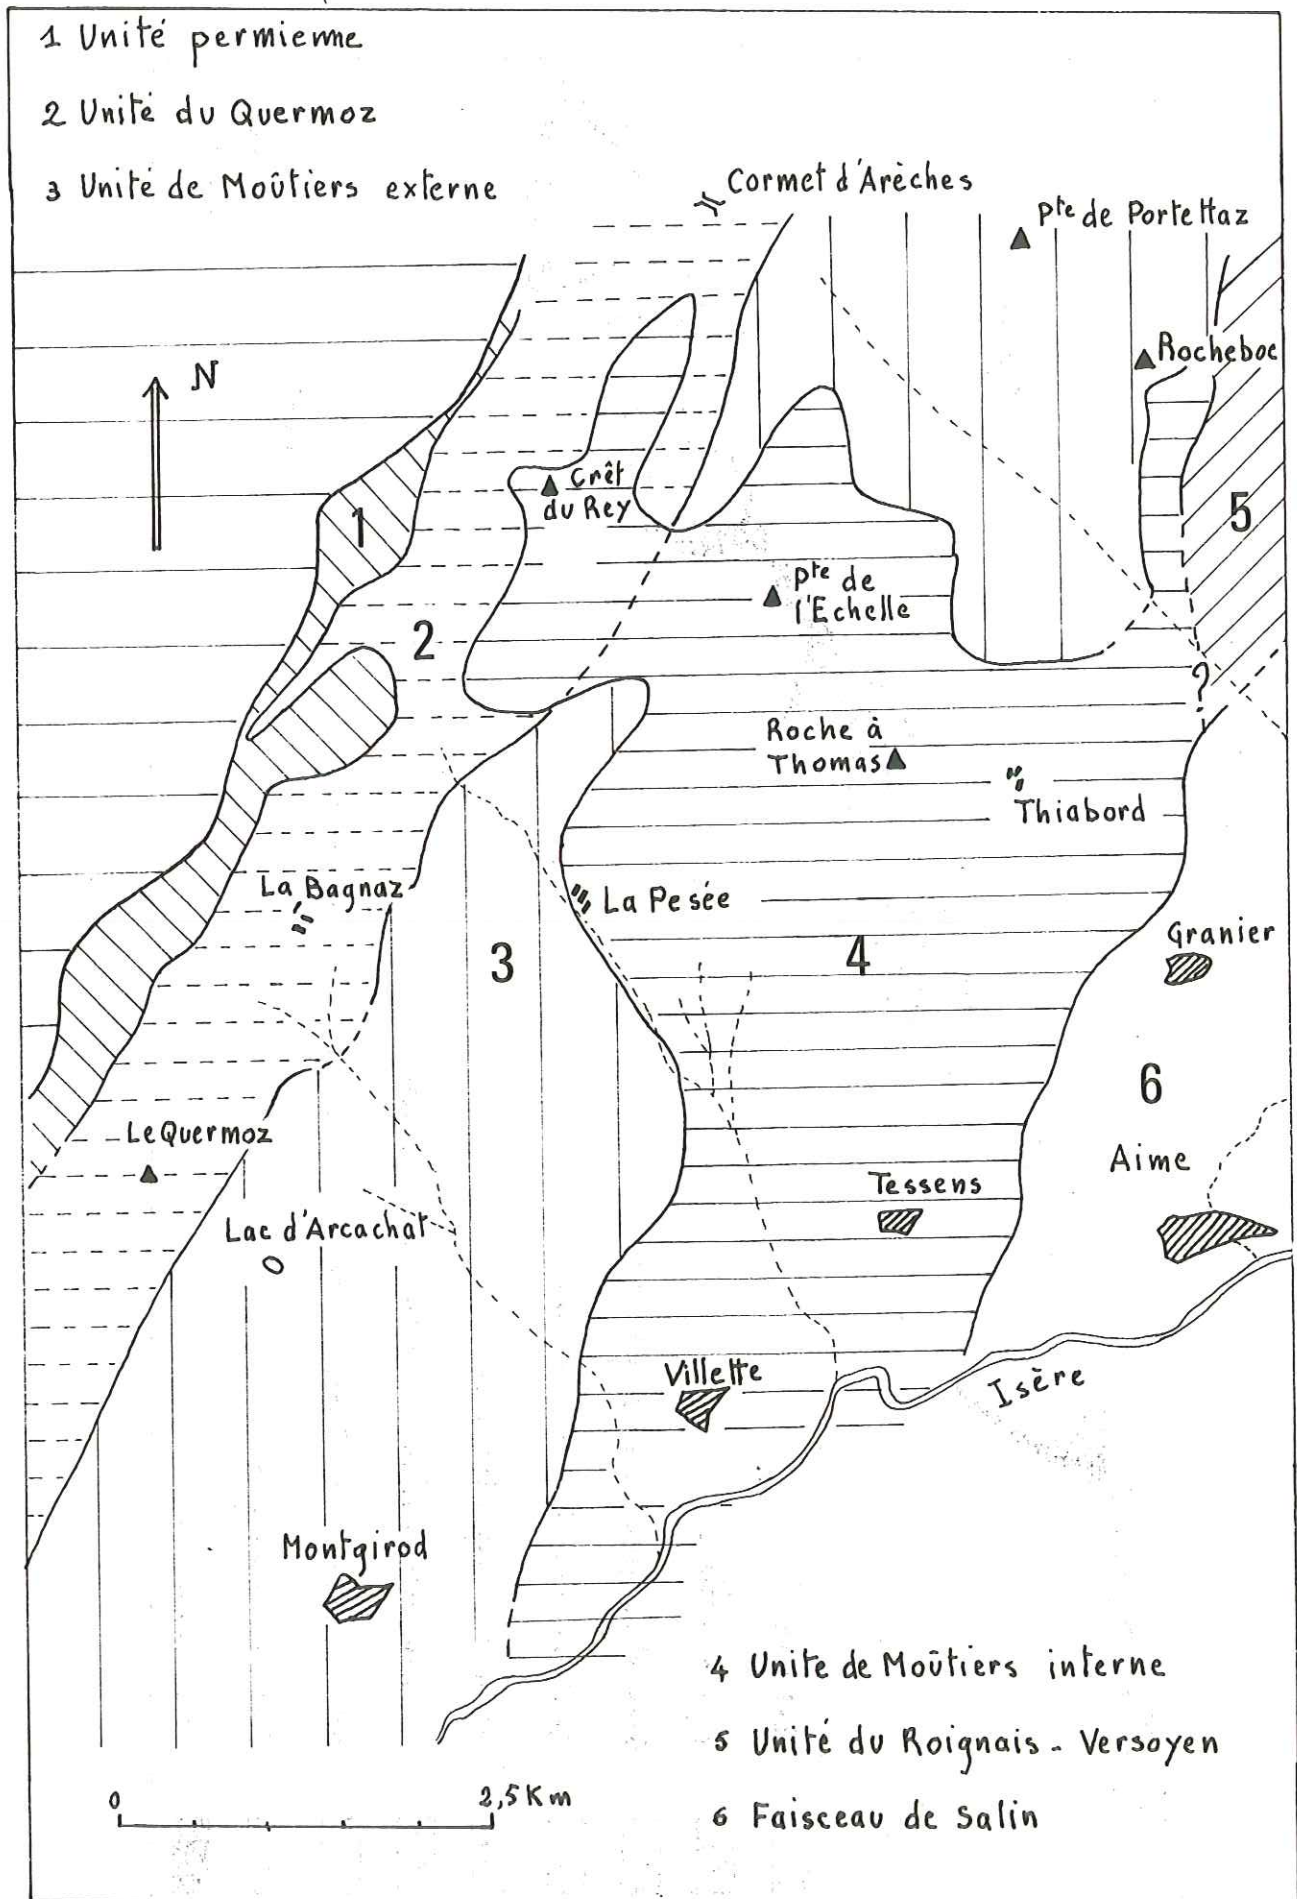 1 Unité permienne
2 Unité du Quermoz
3 Unité de Moûtiers externe
Cormet d'Arèches
Pte de Portettaz
N
Rocheboc
Crêt
du Rey
1
5
Pte de
l'Echelle
2
?
Roche à
Thomas
Thiabord
La Bagnaz
La Pesée
3
4
Granier
6
Le Quermoz
Aime
Tessens
Lac d'Arcachat
Villette
Isère
Montgirod
4 Unite de Moûtiers interne
5 Unité du Roignais - Versoyen
6 Faisceau de Salin
0
2,5 Km